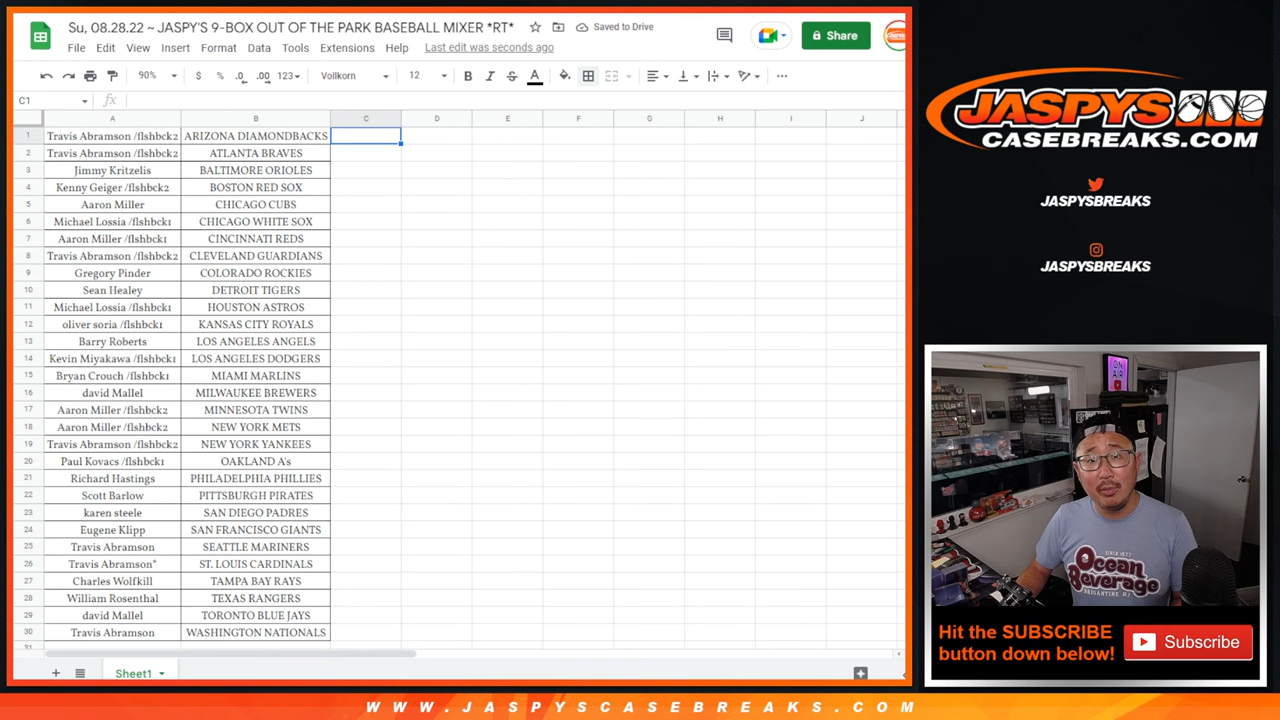 Su, 08.28.22 ~ JASPY'S 9-BOX OUT OF THE PARK BASEBALL MIXER *RT*
Saved to Drive
Share
File Edit View Insert Format Data Tools Extensions Help Last edit was seconds ago
90% $ % .0 .00 123 Vollkorn 12 B I S A
C1 fx
A B C D E F G H I J
1 Travis Abramson /flshbck2 ARIZONA DIAMONDBACKS
2 Travis Abramson /flshbck2 ATLANTA BRAVES
3 Jimmy Kritzelis BALTIMORE ORIOLES
4 Kenny Geiger /flshbck2 BOSTON RED SOX
5 Aaron Miller CHICAGO CUBS
6 Michael Lossia /flshbck1 CHICAGO WHITE SOX
7 Aaron Miller /flshbck1 CINCINNATI REDS
8 Travis Abramson /flshbck2 CLEVELAND GUARDIANS
9 Gregory Pinder COLORADO ROCKIES
10 Sean Healey DETROIT TIGERS
11 Michael Lossia /flshbck1 HOUSTON ASTROS
12 oliver soria /flshbck1 KANSAS CITY ROYALS
13 Barry Roberts LOS ANGELES ANGELS
14 Kevin Miyakawa /flshbck1 LOS ANGELES DODGERS
15 Bryan Crouch /flshbck1 MIAMI MARLINS
16 david Mallel MILWAUKEE BREWERS
17 Aaron Miller /flshbck2 MINNESOTA TWINS
18 Aaron Miller /flshbck2 NEW YORK METS
19 Travis Abramson /flshbck2 NEW YORK YANKEES
20 Paul Kovacs /flshbck1 OAKLAND A's
21 Richard Hastings PHILADELPHIA PHILLIES
22 Scott Barlow PITTSBURGH PIRATES
23 karen steele SAN DIEGO PADRES
24 Eugene Klipp SAN FRANCISCO GIANTS
25 Travis Abramson SEATTLE MARINERS
26 Travis Abramson* ST. LOUIS CARDINALS
27 Charles Wolfkill TAMPA BAY RAYS
28 William Rosenthal TEXAS RANGERS
29 david Mallel TORONTO BLUE JAYS
30 Travis Abramson WASHINGTON NATIONALS
31
Sheet1
JASPYS
CASEBREAKS.COM
JASPYSBREAKS
JASPYSBREAKS
ON
AIR
Ocean
Beverage
BRIGANTINE, NJ
Hit the SUBSCRIBE
button down below!
Subscribe
WWW.JASPYSCASEBREAKS.COM